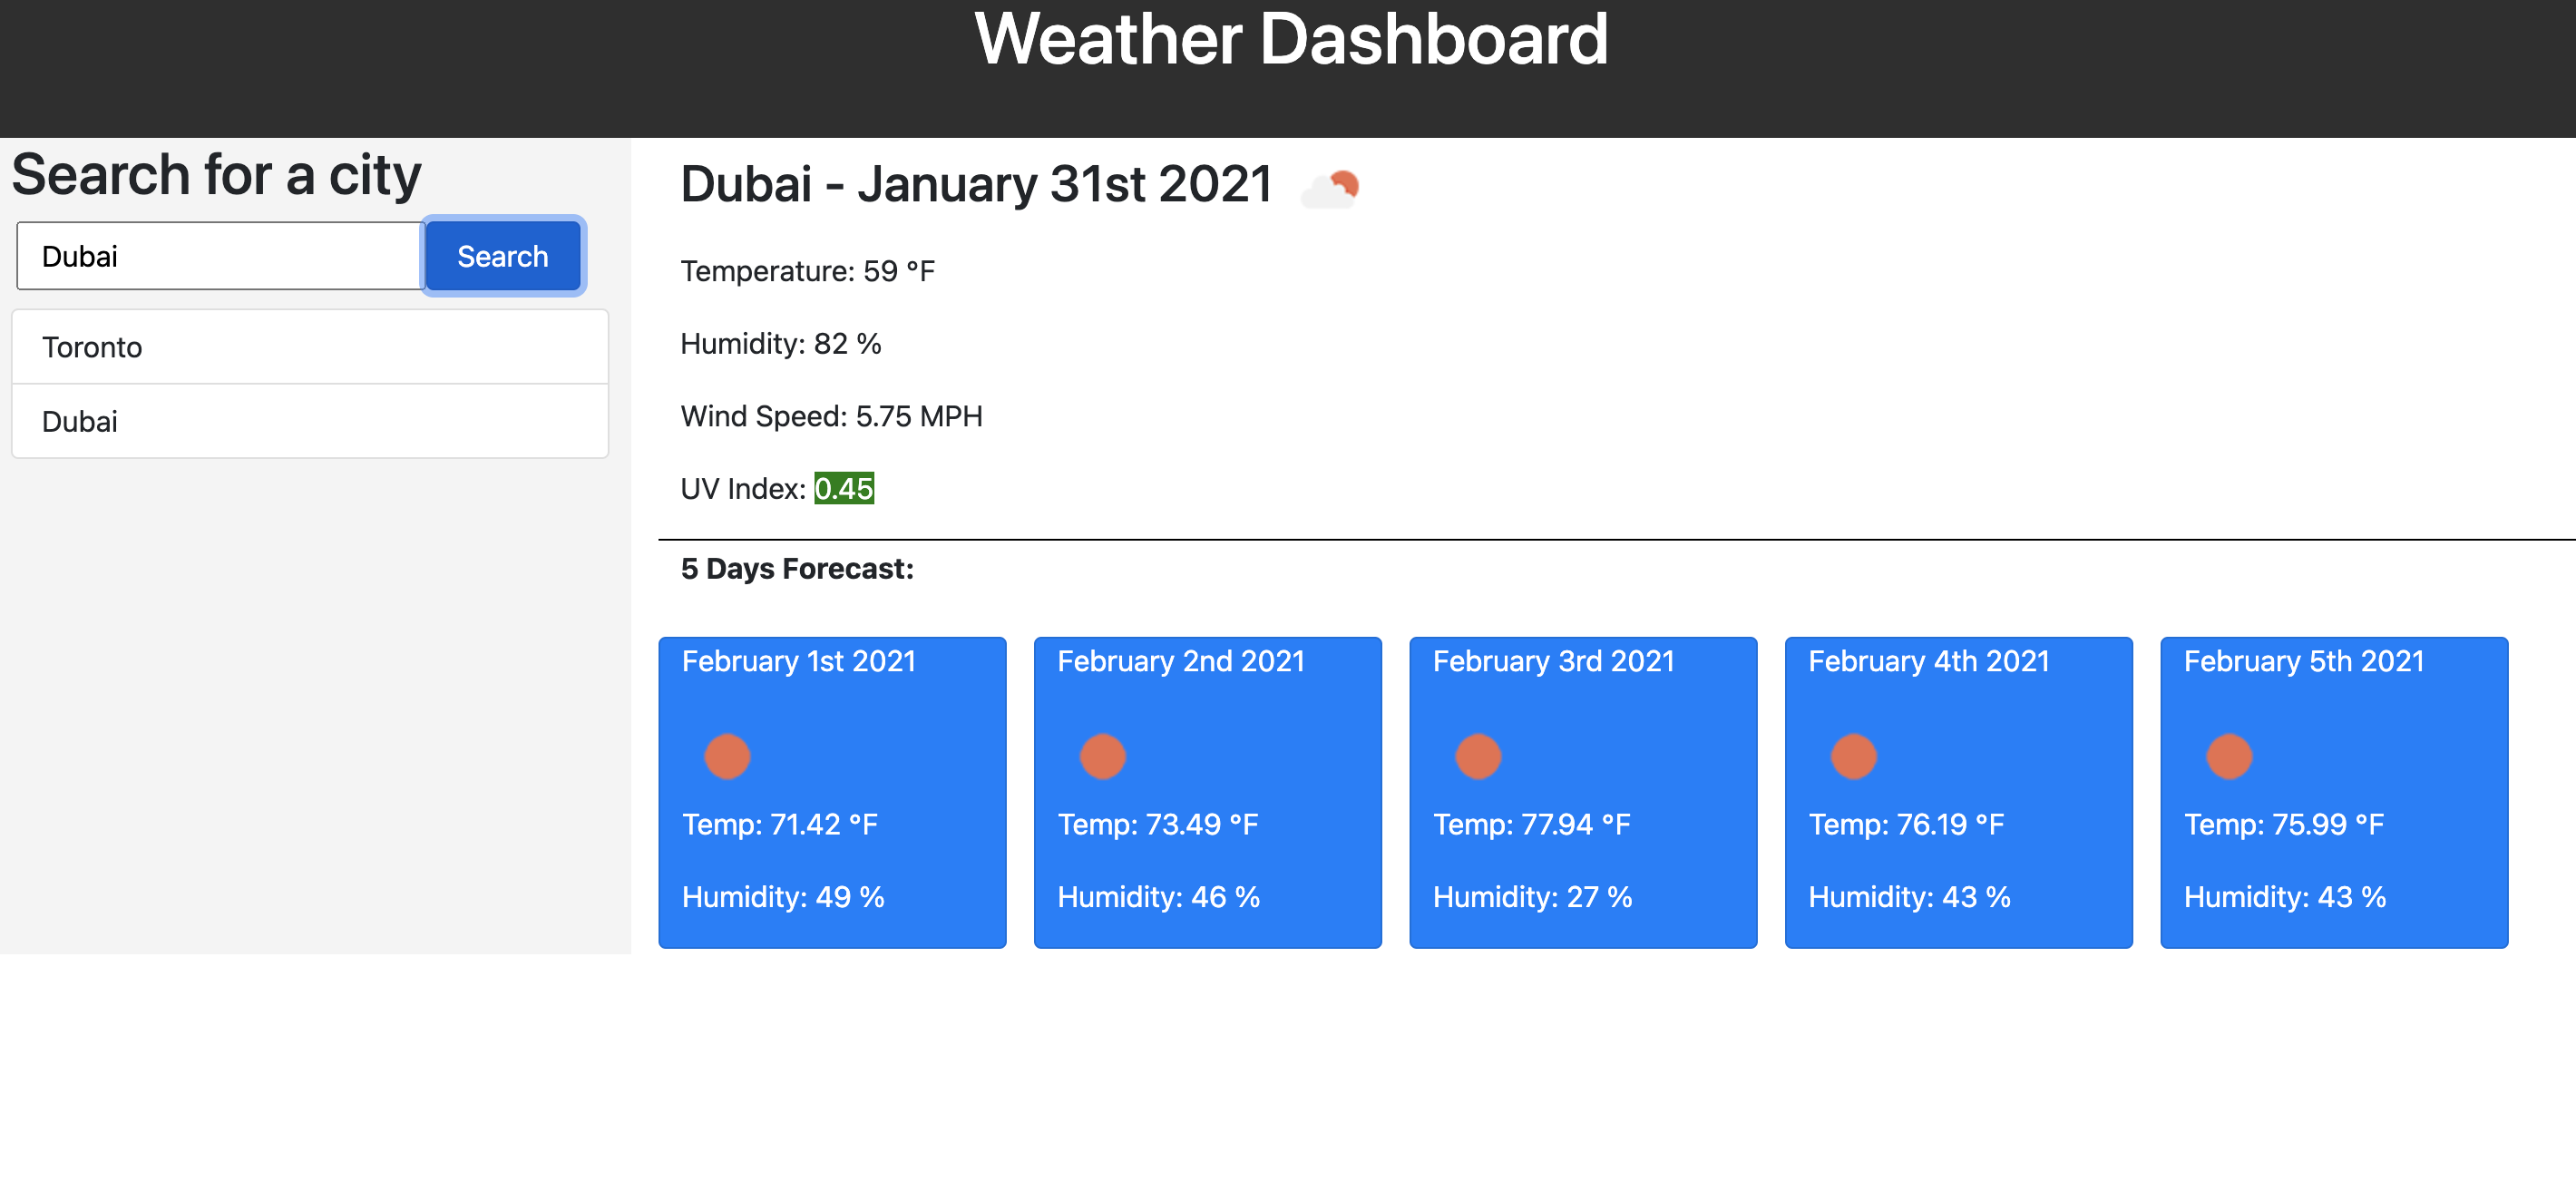 Weather Dashboard
Search for a city
Dubai
Search
Toronto
Dubai
Dubai - January 31st 2021
Temperature: 59 °F
Humidity: 82 %
Wind Speed: 5.75 MPH
UV Index: 0.45
5 Days Forecast:
February 1st 2021
Temp: 71.42 °F
Humidity: 49 %
February 2nd 2021
Temp: 73.49 °F
Humidity: 46 %
February 3rd 2021
Temp: 77.94 °F
Humidity: 27 %
February 4th 2021
Temp: 76.19 °F
Humidity: 43 %
February 5th 2021
Temp: 75.99 °F
Humidity: 43 %